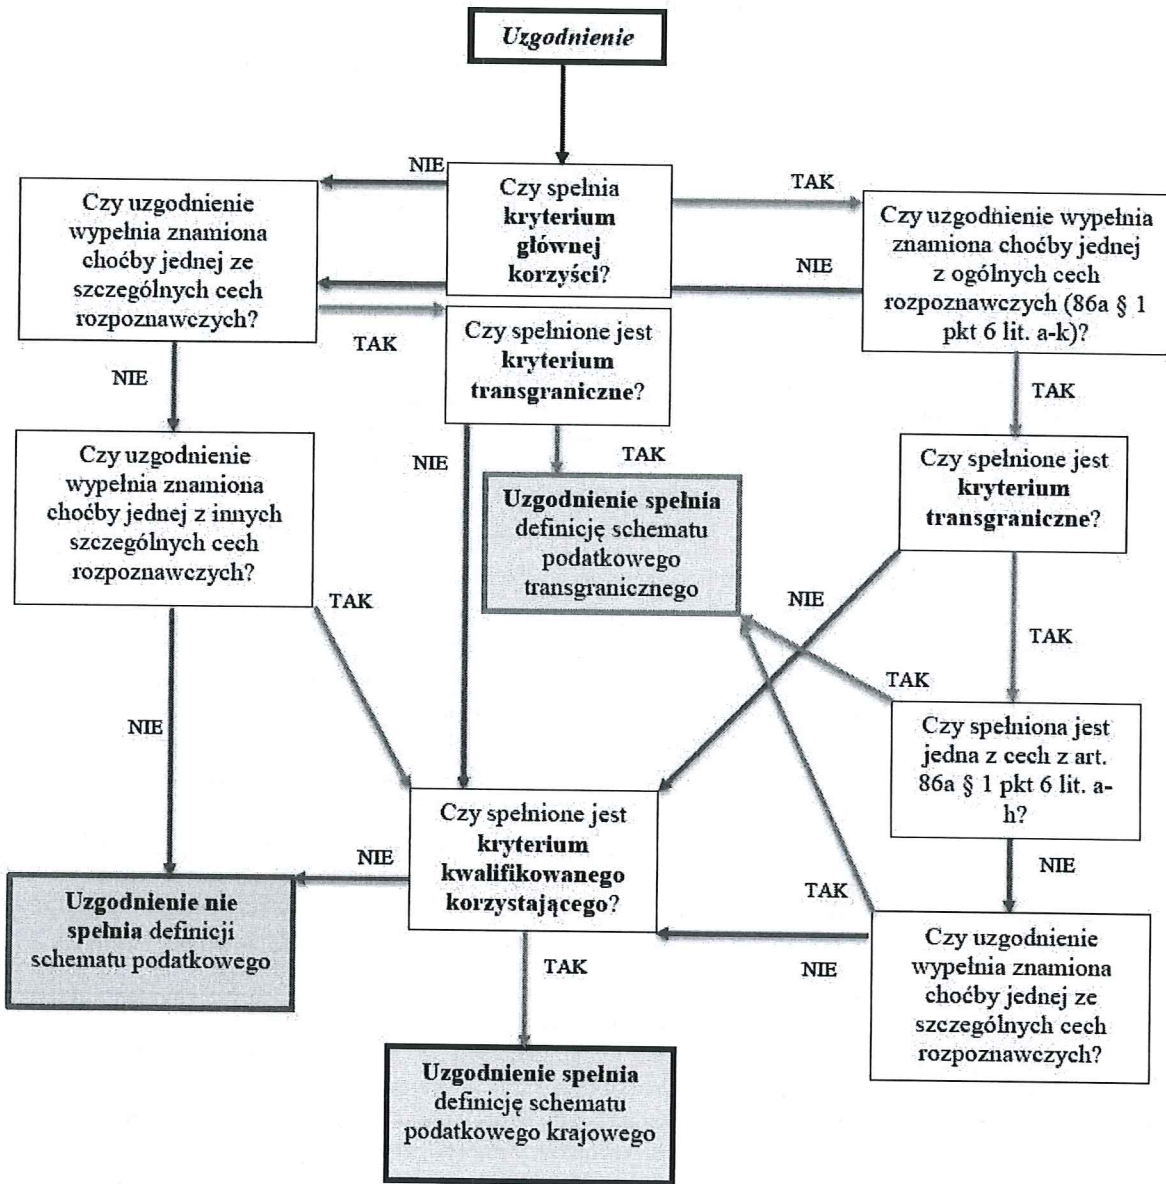 Uzgodnienie
NIE
Czy spełnia
kryterium
głównej
korzyści?
TAK
Czy uzgodnienie
wypełnia znamiona
choćby jednej ze
szczególnych cech
rozpoznawczych?
Czy uzgodnienie wypełnia
znamiona choćby jednej
z ogólnych cech
rozpoznawczych (86a § 1
pkt 6 lit. a-k)?
NIE
TAK
Czy spełnione jest
kryterium
transgraniczne?
NIE
TAK
Czy uzgodnienie
wypełnia znamiona
choćby jednej z innych
szczególnych cech
rozpoznawczych?
NIE
TAK
Uzgodnienie spełnia
definicję schematu
podatkowego
transgranicznego
Czy spełnione jest
kryterium
transgraniczne?
TAK
NIE
TAK
NIE
TAK
Czy spełniona jest
jedna z cech z art.
86a § 1 pkt 6 lit. a-
h?
Czy spełnione jest
kryterium
kwalifikowanego
korzystającego?
NIE
NIE
TAK
Uzgodnienie nie
spełnia definicji
schematu podatkowego
TAK
NIE
Czy uzgodnienie
wypełnia znamiona
choćby jednej ze
szczególnych cech
rozpoznawczych?
Uzgodnienie spełnia
definicję schematu
podatkowego krajowego